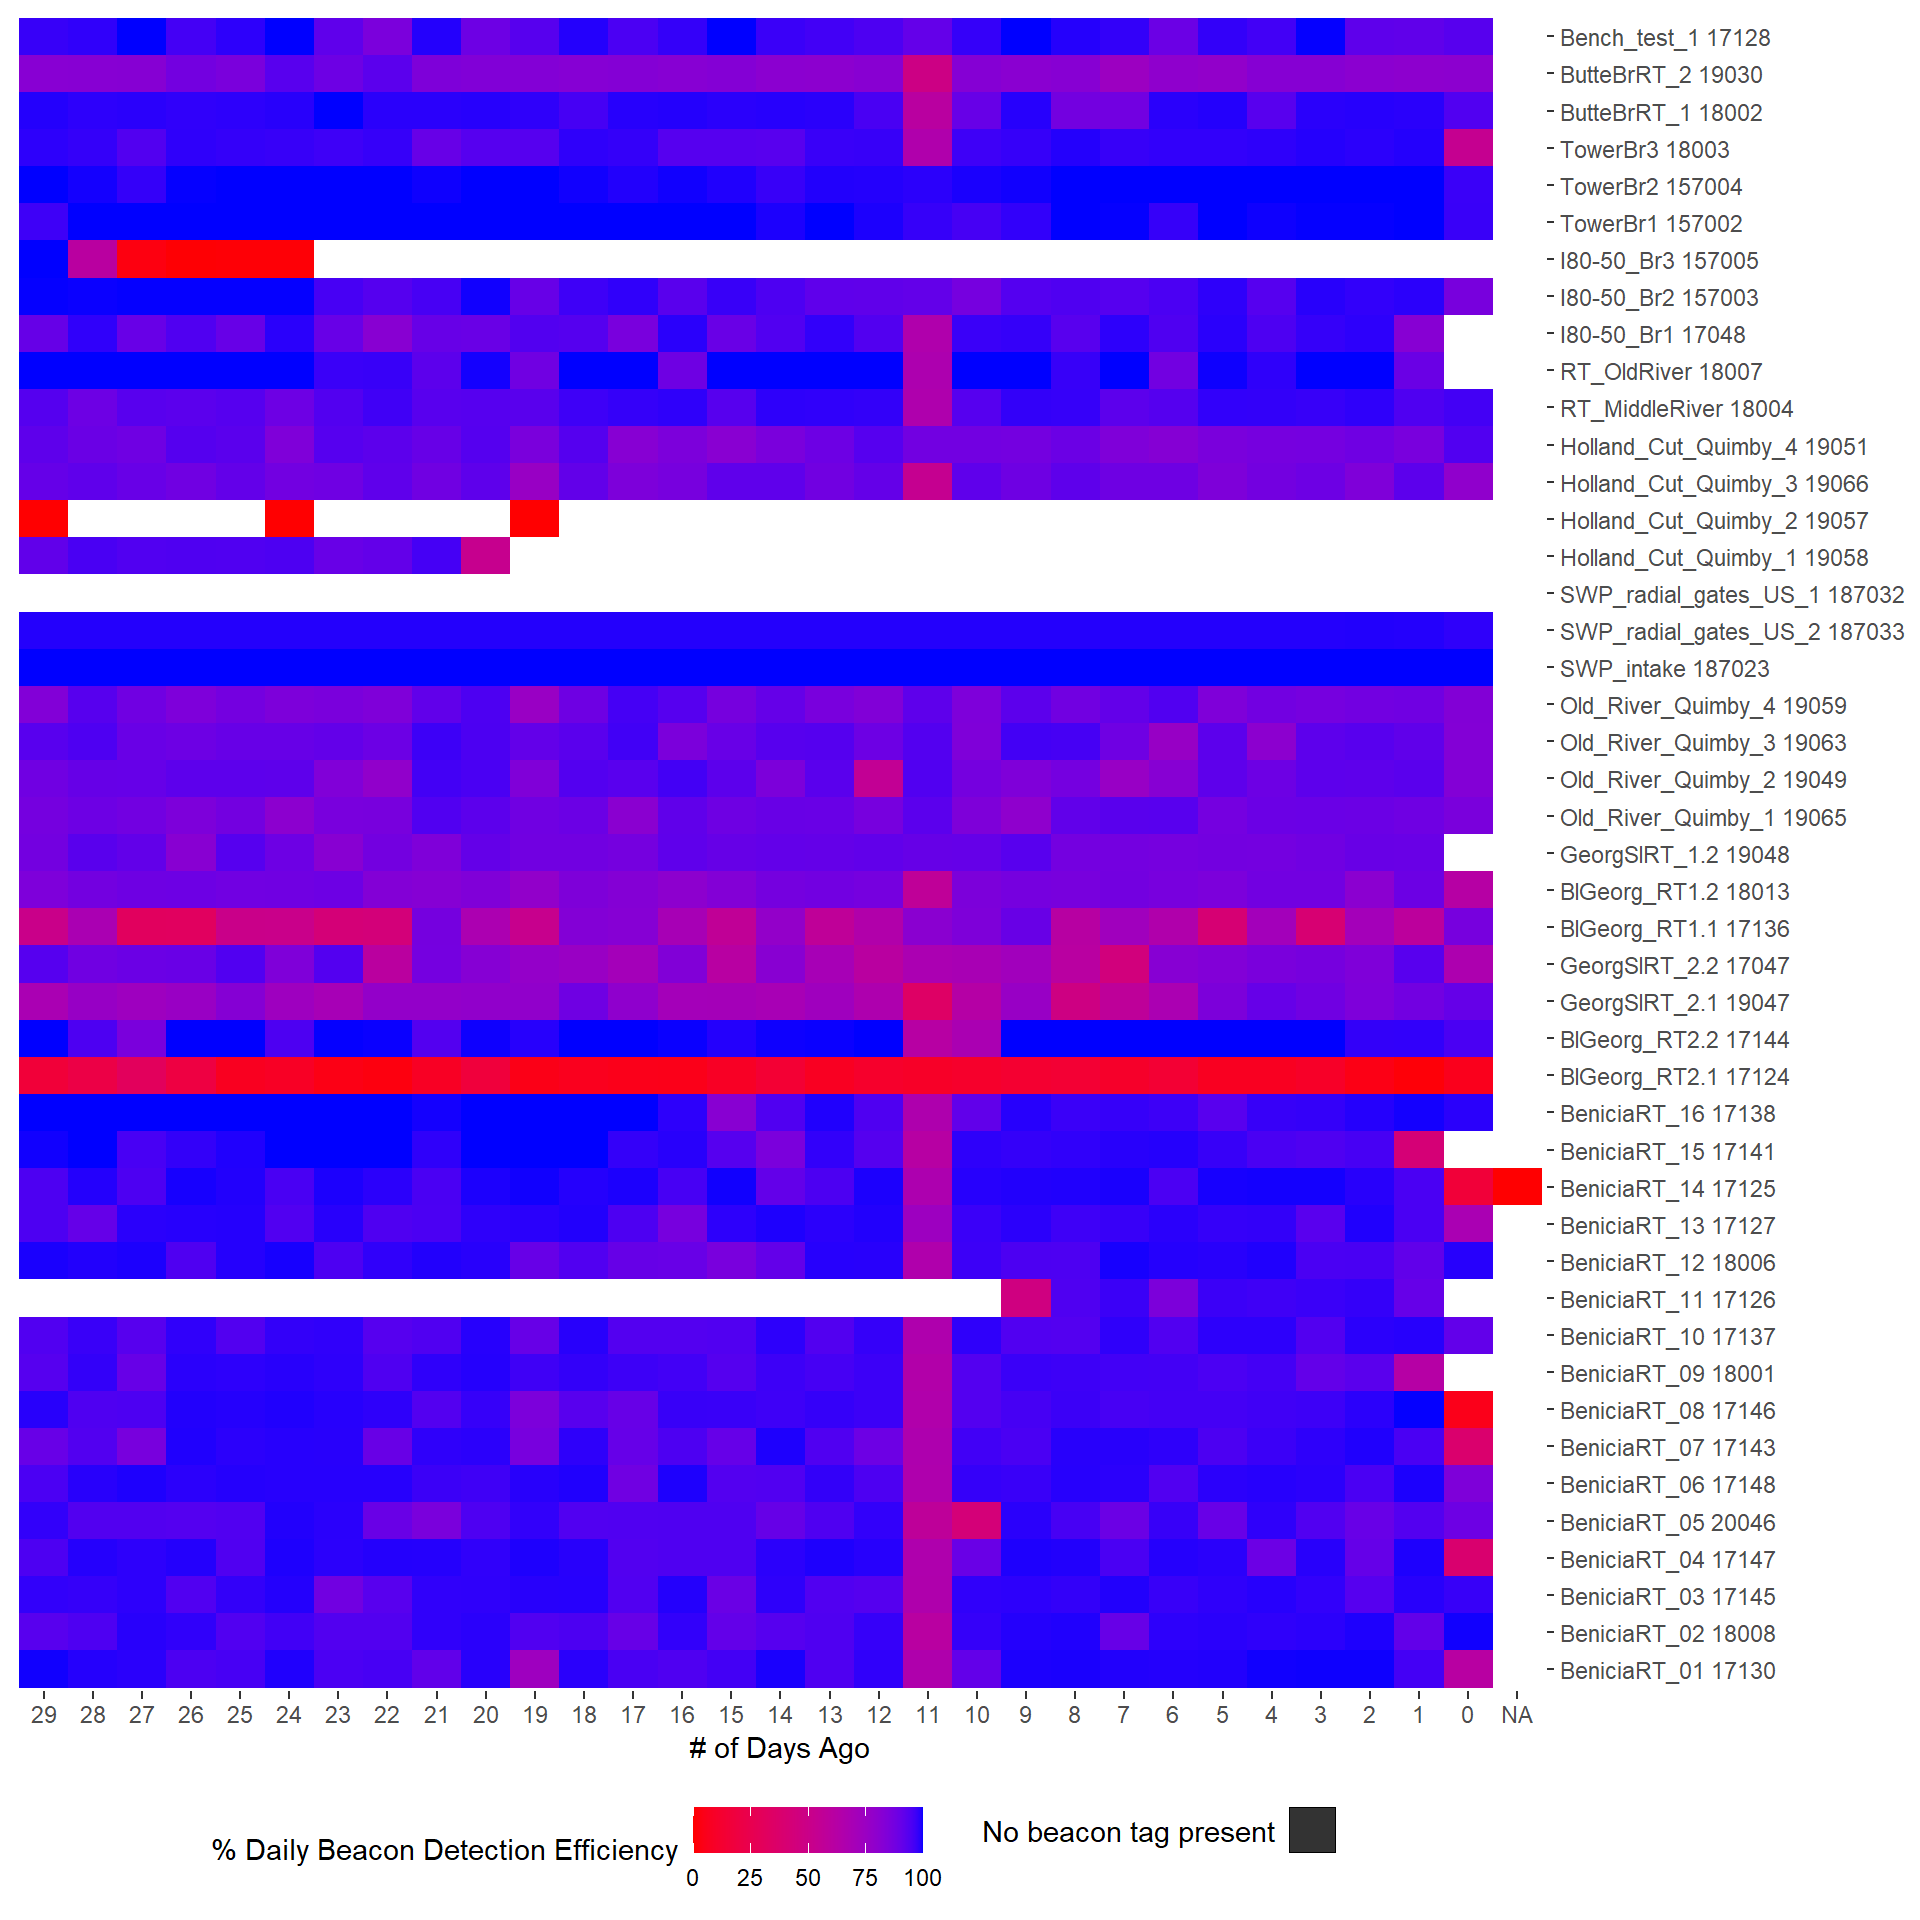 Bench_test_1 17128
ButteBrRT_2 19030
ButteBrRT_1 18002
TowerBr3 18003
TowerBr2 157004
TowerBr1 157002
I80-50_Br3 157005
I80-50_Br2 157003
I80-50_Br1 17048
RT_OldRiver 18007
RT_MiddleRiver 18004
Holland_Cut_Quimby_4 19051
Holland_Cut_Quimby_3 19066
Holland_Cut_Quimby_2 19057
Holland_Cut_Quimby_1 19058
SWP_radial_gates_US_1 187032
SWP_radial_gates_US_2 187033
SWP_intake 187023
Old_River_Quimby_4 19059
Old_River_Quimby_3 19063
Old_River_Quimby_2 19049
Old_River_Quimby_1 19065
GeorgSlRT_1.2 19048
BlGeorg_RT1.2 18013
BlGeorg_RT1.1 17136
GeorgSlRT_2.2 17047
GeorgSlRT_2.1 19047
BlGeorg_RT2.2 17144
BlGeorg_RT2.1 17124
BeniciaRT_16 17138
BeniciaRT_15 17141
BeniciaRT_14 17125
BeniciaRT_13 17127
BeniciaRT_12 18006
BeniciaRT_11 17126
BeniciaRT_10 17137
BeniciaRT_09 18001
BeniciaRT_08 17146
BeniciaRT_07 17143
BeniciaRT_06 17148
BeniciaRT_05 20046
BeniciaRT_04 17147
BeniciaRT_03 17145
BeniciaRT_02 18008
BeniciaRT_01 17130
29 28 27 26 25 24 23 22 21 20 19 18 17 16 15 14 13 12 11 10 9 8 7 6 5 4 3 2 1 0 NA
# of Days Ago
% Daily Beacon Detection Efficiency
0 25 50 75 100
No beacon tag present